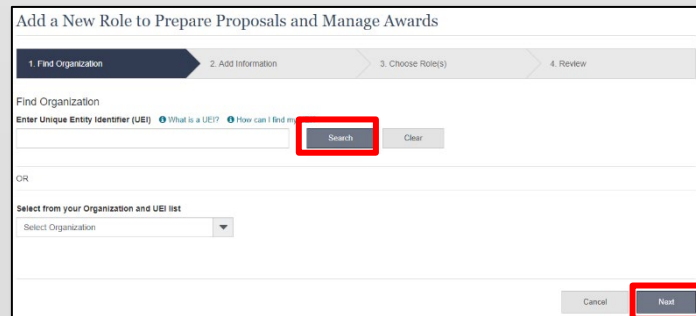 Add a New Role to Prepare Proposals and Manage Awards
1. Find Organization 2. Add Information 3. Choose Role(s) 4. Review
Find Organization
Enter Unique Entity Identifier (UEI) What is a UEI? How can I find my
Search Clear
OR
Select from your Organization and UEI list
Select Organization
Cancel Next